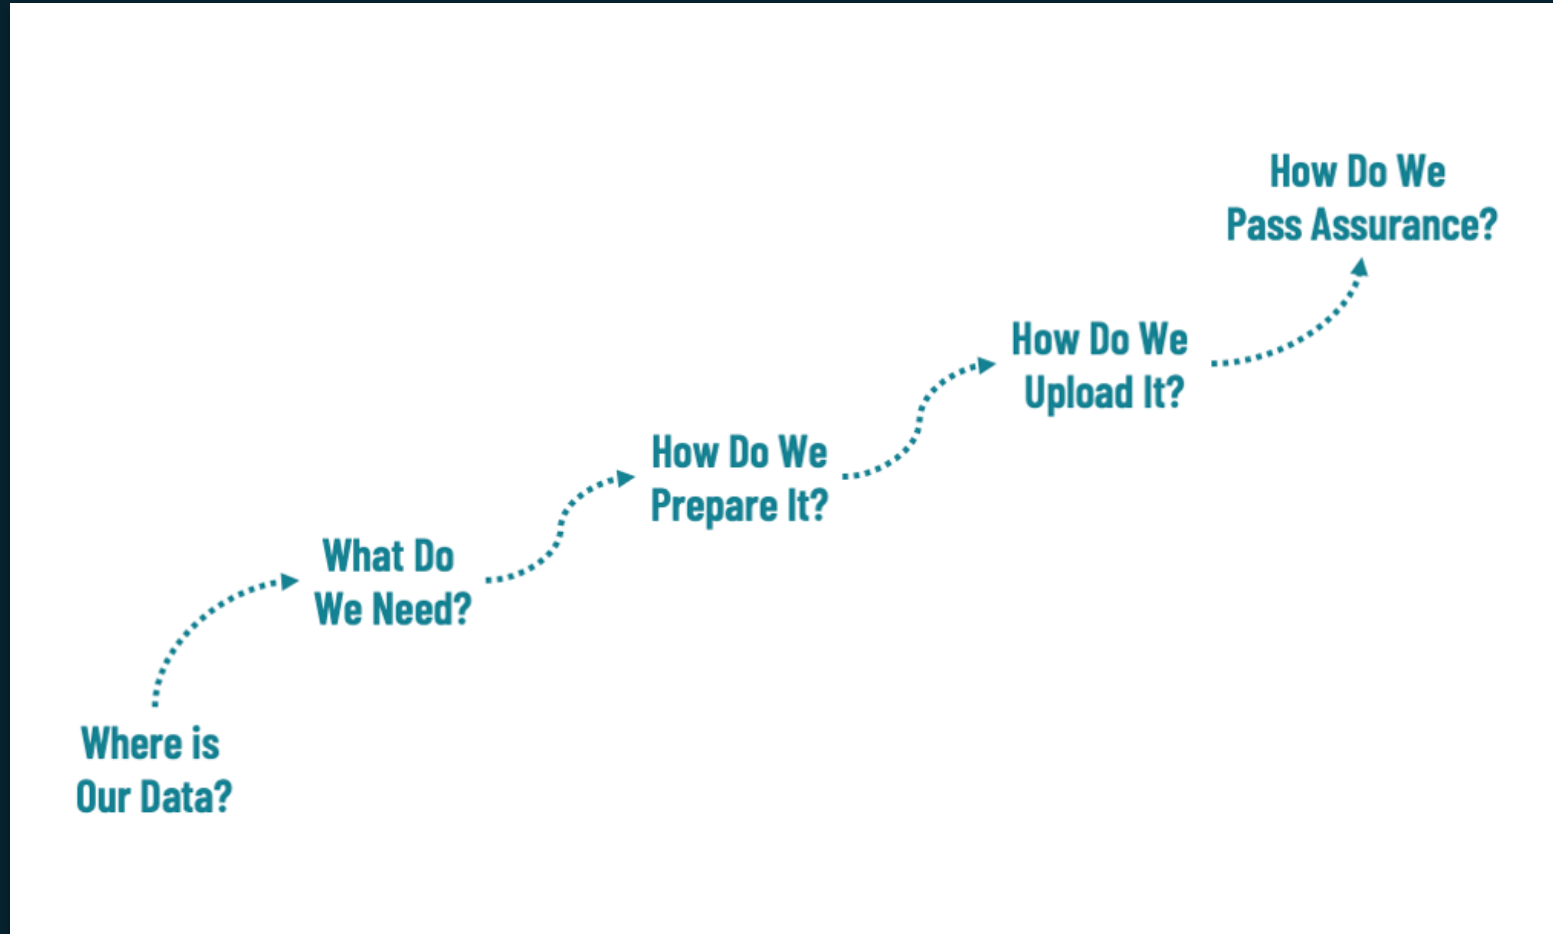 Where is
Our Data?
What Do
We Need?
How Do We
Prepare It?
How Do We
Upload It?
How Do We
Pass Assurance?